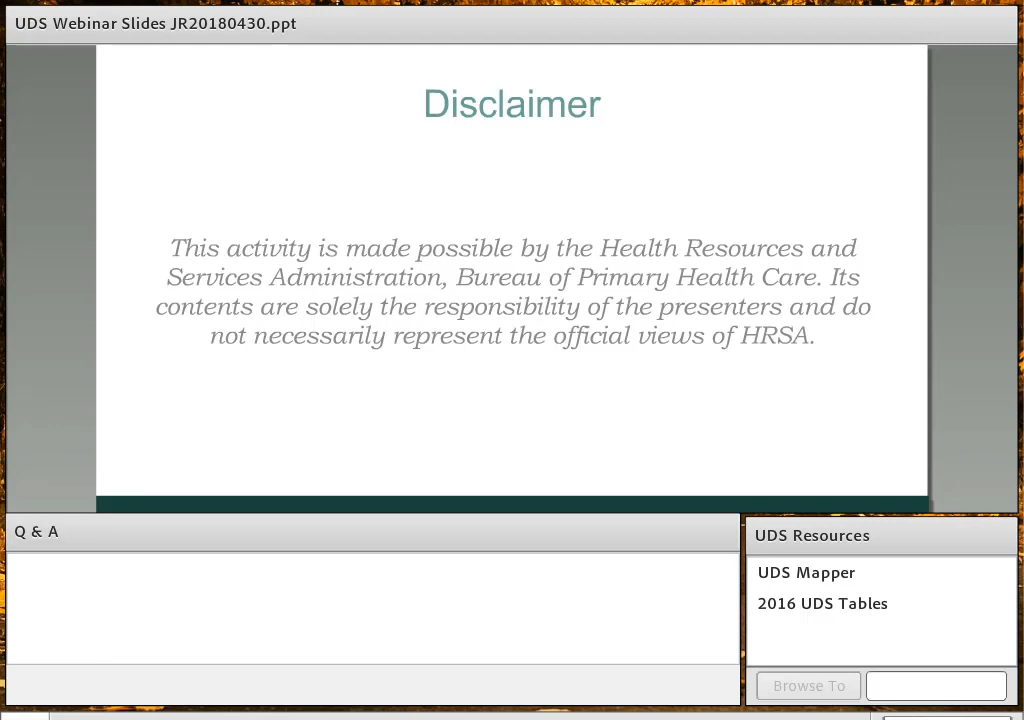 UDS Webinar Slides JR20180430.ppt
Disclaimer
This activity is made possible by the Health Resources and
Services Administration, Bureau of Primary Health Care. Its
contents are solely the responsibility of the presenters and do
not necessarily represent the official views of HRSA.
Q & A
UDS Resources
UDS Mapper
2016 UDS Tables
Browse To